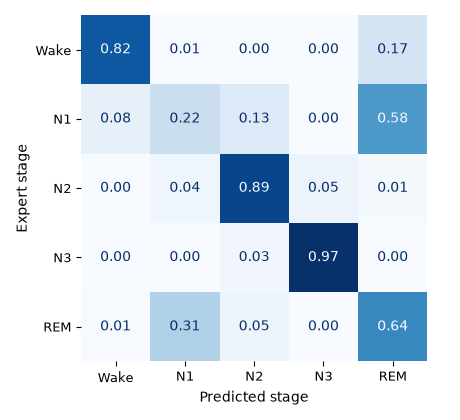 Wake 0.82 0.01 0.00 0.00 0.17
N1 0.08 0.22 0.13 0.00 0.58
N2 0.00 0.04 0.89 0.05 0.01
N3 0.00 0.00 0.03 0.97 0.00
REM 0.01 0.31 0.05 0.00 0.64
Wake N1 N2 N3 REM
Predicted stage
Expert stage